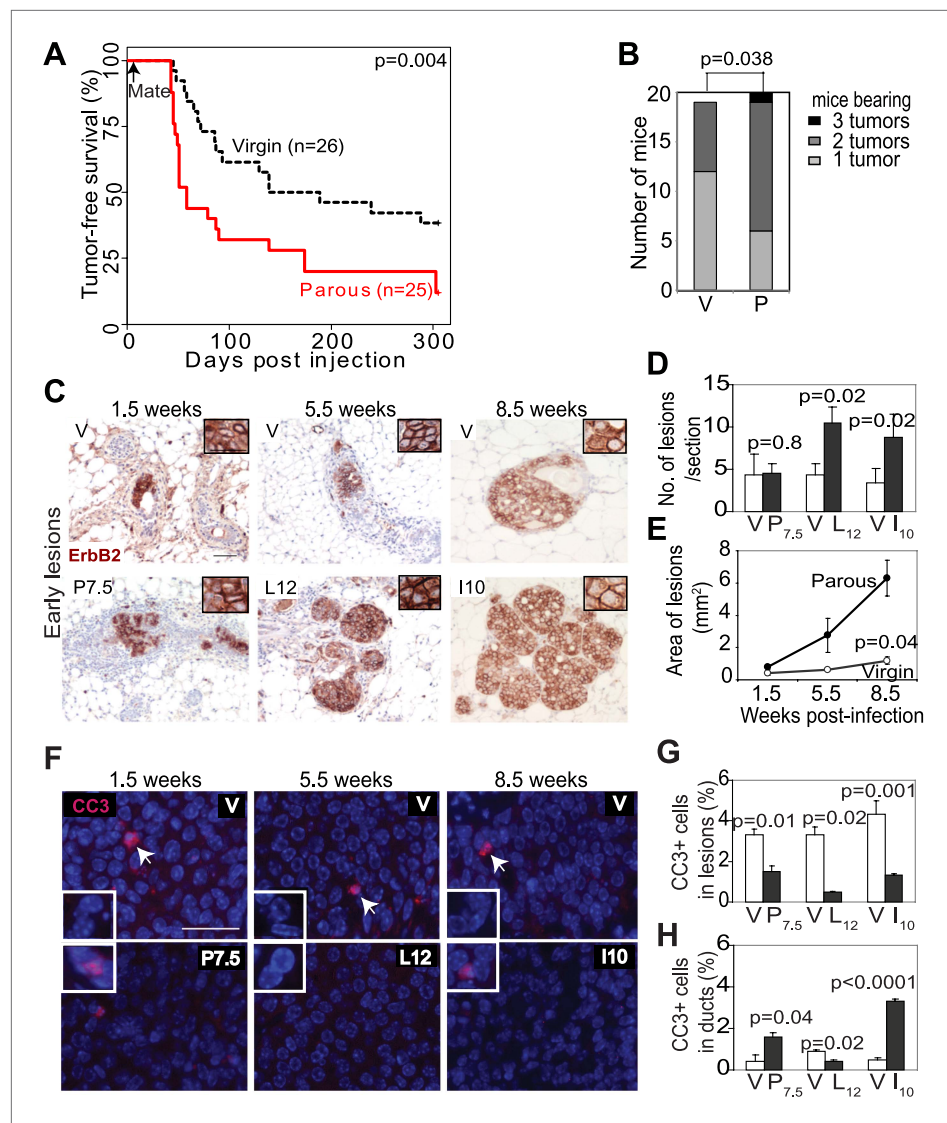 A
Tumor-free survival (%)
100
75
50
25
0
p=0.004
Mate
Virgin (n=26)
Parous (n=25)
0
100
200
300
Days post injection
B
p=0.038
Number of mice
20
15
10
5
0
V
P
mice bearing
3 tumors
2 tumors
1 tumor
C
Early lesions
1.5 weeks
5.5 weeks
8.5 weeks
V
V
V
ErbB2
P7.5
L12
I10
D
No. of lesions
/section
15
10
5
0
p=0.8
p=0.02
p=0.02
V P7.5
V L12
V I10
E
Area of lesions
(mm2)
8
6
4
2
0
Parous
p=0.04
Virgin
1.5
5.5
8.5
Weeks post-infection
F
1.5 weeks
5.5 weeks
8.5 weeks
CC3
V
V
V
P7.5
L12
I10
G
CC3+ cells
in lesions (%)
6
4
2
0
p=0.01
p=0.02
p=0.001
V P7.5
V L12
V I10
H
CC3+ cells
in ducts (%)
6
4
2
0
p=0.04
p=0.02
p<0.0001
V P7.5
V L12
V I10